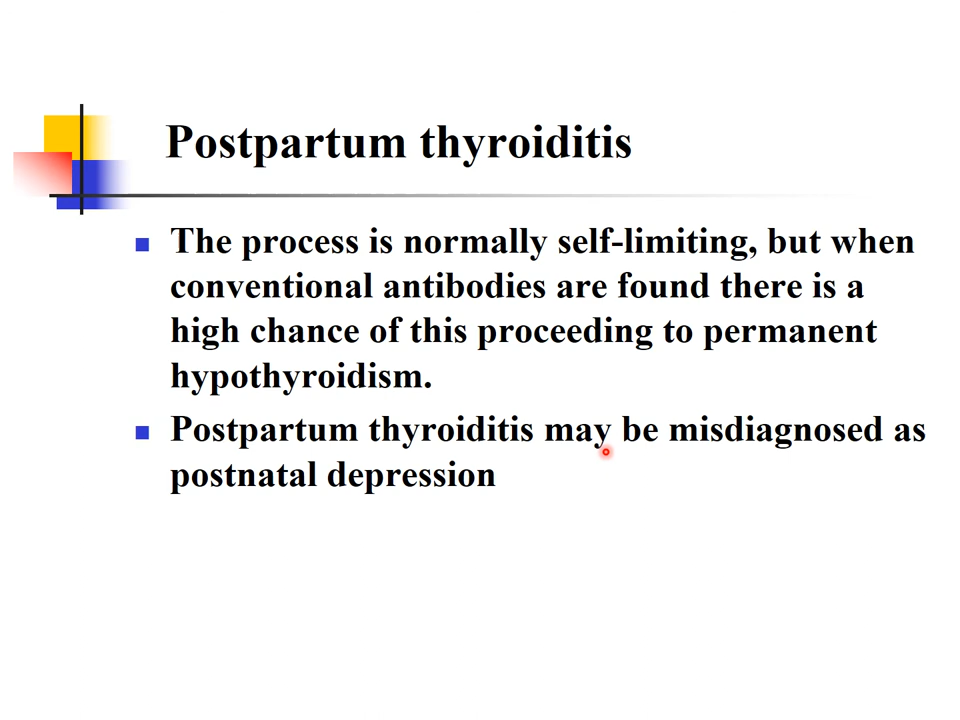 Postpartum thyroiditis
The process is normally self-limiting, but when
conventional antibodies are found there is a
high chance of this proceeding to permanent
hypothyroidism.
Postpartum thyroiditis may be misdiagnosed as
postnatal depression